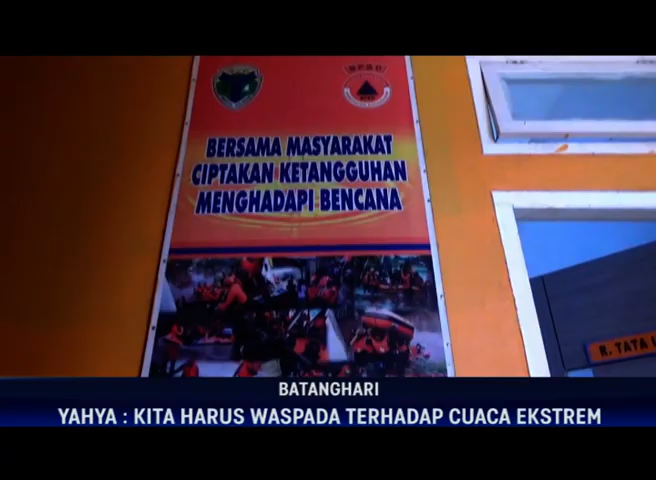 BPBD
BERSAMA MASYARAKAT
CIPTAKAN KETANGGUHAN
MENGHADAPI BENCANA
R. TATA
BATANGHARI
YAHYA : KITA HARUS WASPADA TERHADAP CUACA EKSTREM